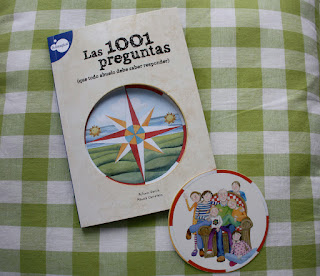 Las 1001
preguntas
(que todo abuelo debe saber responder)